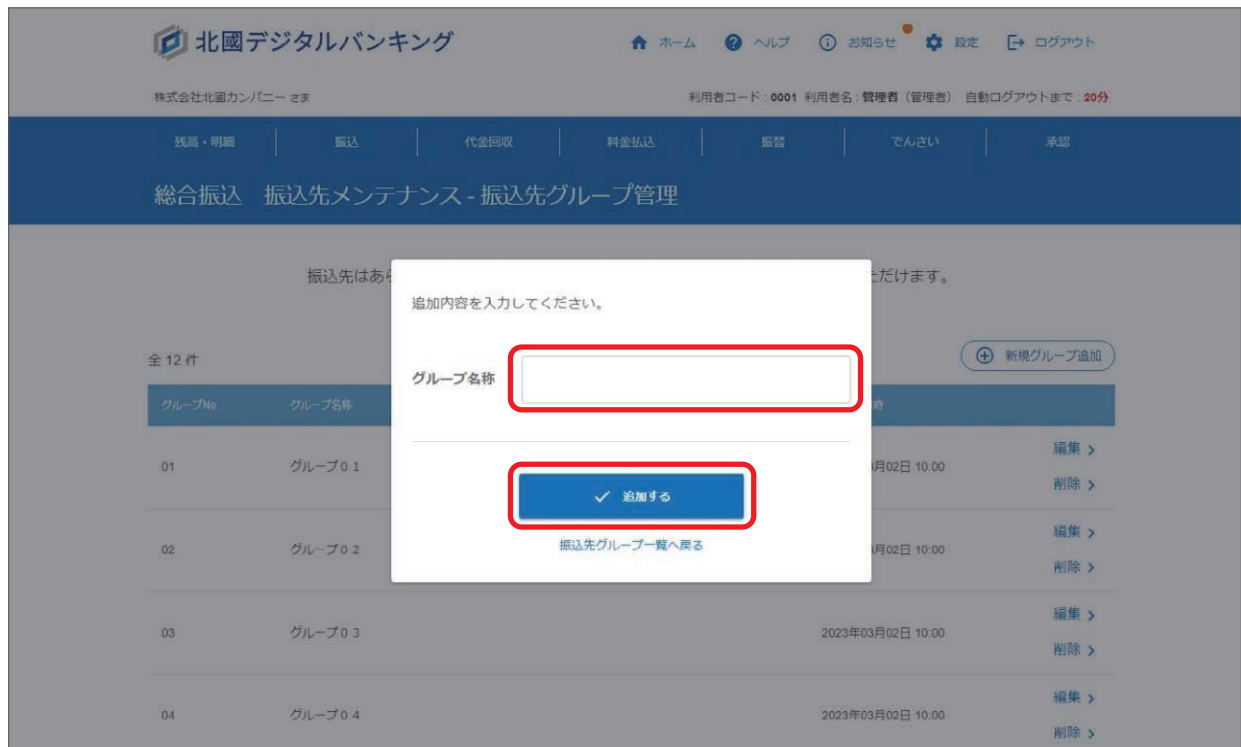 北國デジタルバンキング
ホーム ヘルプ お知らせ 設定 ログアウト
株式会社北國カンパニー さま 利用者コード：0001 利用者名：管理者（管理者） 自動ログアウトまで：20分
残高・明細 振込 代金回収 料金払込 振替 でんさい 承認
総合振込 振込先メンテナンス - 振込先グループ管理
振込先はあら ただけます。
追加内容を入力してください。
全 12 件 新規グループ追加
グループ名称
グループNo. グループ名称 時
01 グループ０１ 月02日 10:00 編集
削除
追加する
振込先グループ一覧へ戻る
02 グループ０２ 月02日 10:00 編集
削除
03 グループ０３ 2023年03月02日 10:00 編集
削除
04 グループ０４ 2023年03月02日 10:00 編集
削除